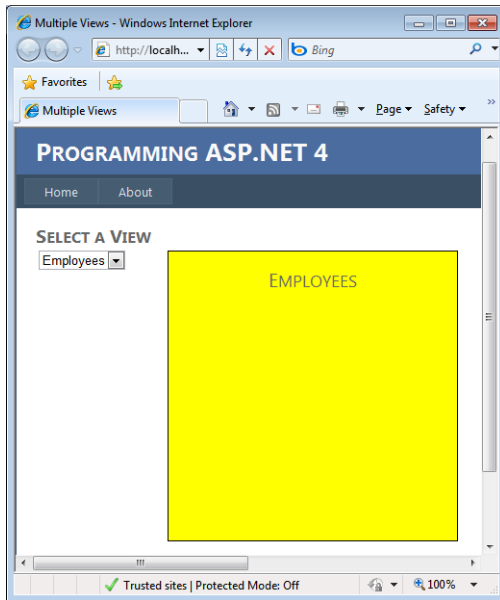 Multiple Views - Windows Internet Explorer
http://localh...
Bing
Favorites
Multiple Views
Page
Safety
»
PROGRAMMING ASP.NET 4
Home
About
SELECT A VIEW
Employees
EMPLOYEES
Trusted sites | Protected Mode: Off
100%